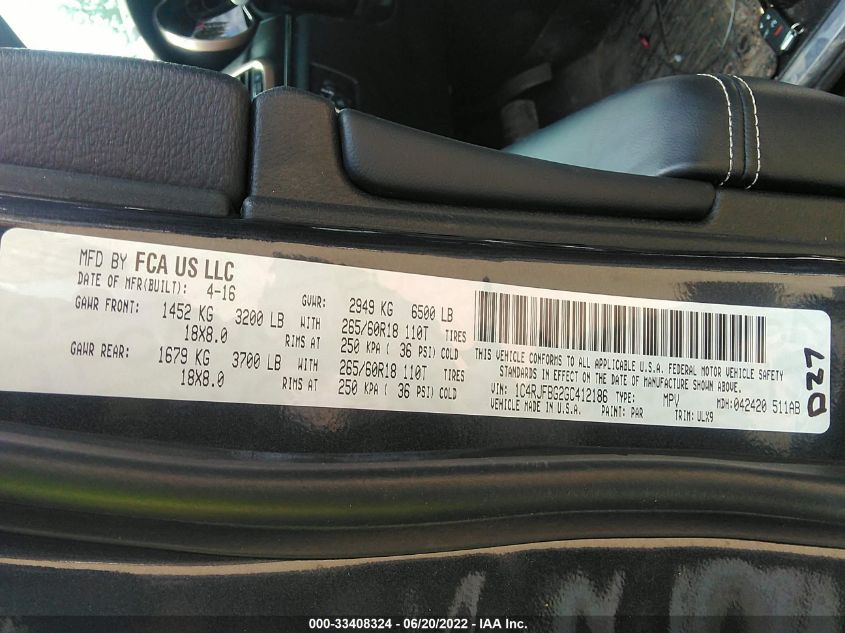 MFD BY FCA US LLC
DATE OF MFR(BUILT): 4-16 GVWR: 2949 KG 6500 LB
GAWR FRONT: 1452 KG 3200 LB WITH 265/60R18 110T TIRES
18X8.0 RIMS AT 250 KPA ( 36 PSI) COLD
GAWR REAR: 1679 KG 3700 LB WITH 265/60R18 110T TIRES
18X8.0 RIMS AT 250 KPA ( 36 PSI) COLD
THIS VEHICLE CONFORMS TO ALL APPLICABLE U.S.A. FEDERAL MOTOR VEHICLE SAFETY
STANDARDS IN EFFECT ON THE DATE OF MANUFACTURE SHOWN ABOVE.
VIN: 1C4RJFBG2GC412186 TYPE: MPV MDH: 042420 511AB
VEHICLE MADE IN U.S.A. PAINT: PAR TRIM: ULX9
D27
000-33408324 - 06/20/2022 - IAA Inc.